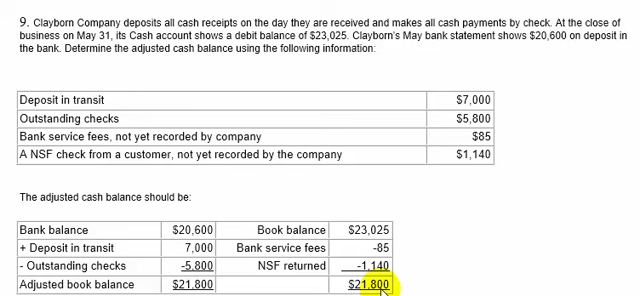 9. Clayborn Company deposits all cash receipts on the day they are received and makes all cash payments by check. At the close of
business on May 31, its Cash account shows a debit balance of $23,025. Clayborn's May bank statement shows $20,600 on deposit in
the bank. Determine the adjusted cash balance using the following information:
Deposit in transit $7,000
Outstanding checks $5,800
Bank service fees, not yet recorded by company $85
A NSF check from a customer, not yet recorded by the company $1,140
The adjusted cash balance should be:
Bank balance $20,600 Book balance $23,025
+ Deposit in transit 7,000 Bank service fees -85
- Outstanding checks -5,800 NSF returned -1,140
Adjusted book balance $21,800 $21,800